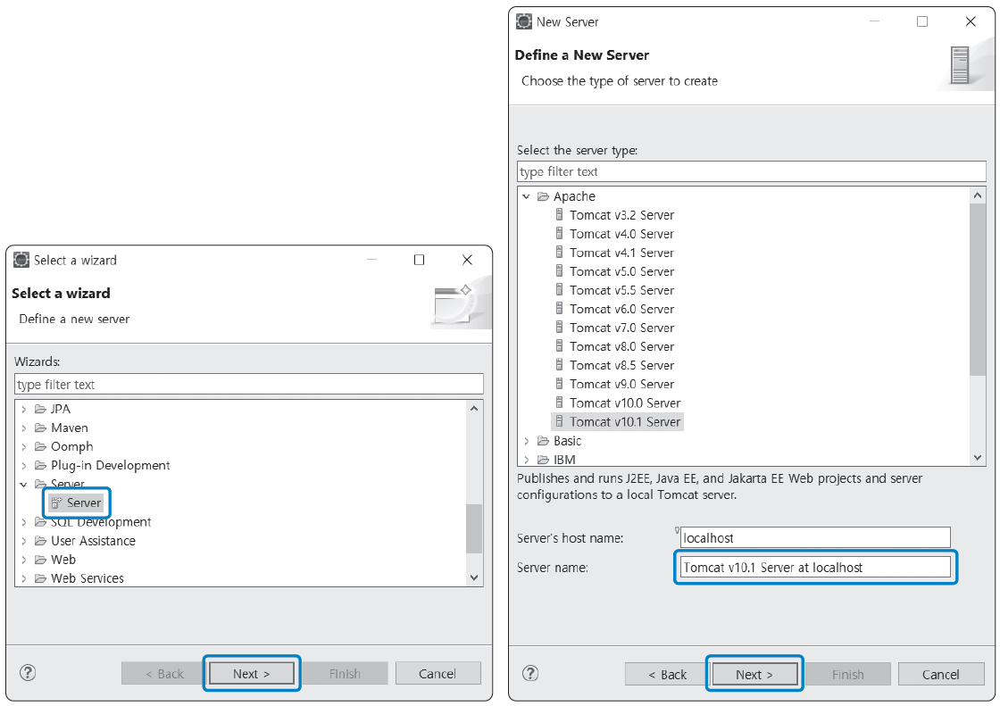 Select a wizard
Select a wizard
Define a new server
Wizards:
type filter text
JPA
Maven
Oomph
Plug-in Development
Server
Server
SQL Development
User Assistance
Web
Web Services
< Back
Next >
Finish
Cancel
New Server
Define a New Server
Choose the type of server to create
Select the server type:
type filter text
Apache
Tomcat v3.2 Server
Tomcat v4.0 Server
Tomcat v4.1 Server
Tomcat v5.0 Server
Tomcat v5.5 Server
Tomcat v6.0 Server
Tomcat v7.0 Server
Tomcat v8.0 Server
Tomcat v8.5 Server
Tomcat v9.0 Server
Tomcat v10.0 Server
Tomcat v10.1 Server
Basic
IBM
Publishes and runs J2EE, Java EE, and Jakarta EE Web projects and server
configurations to a local Tomcat server.
Server's host name:
localhost
Server name:
Tomcat v10.1 Server at localhost
< Back
Next >
Finish
Cancel